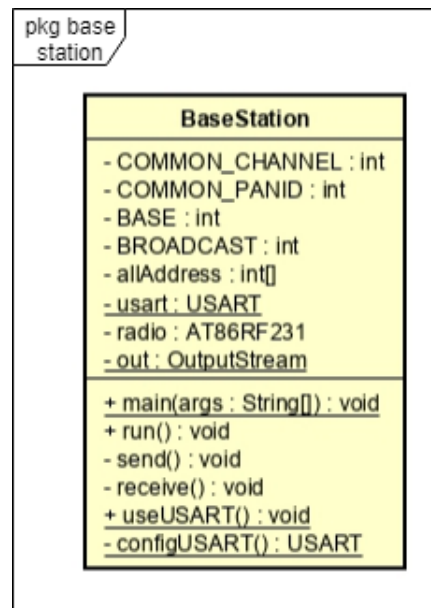 pkg base
station
BaseStation
- COMMON_CHANNEL : int
- COMMON_PANID : int
- BASE : int
- BROADCAST : int
- allAddress : int[]
- usart : USART
- radio : AT86RF231
- out : OutputStream
+ main(args : String[]) : void
+ run() : void
- send() : void
- receive() : void
+ useUSART() : void
- configUSART() : USART